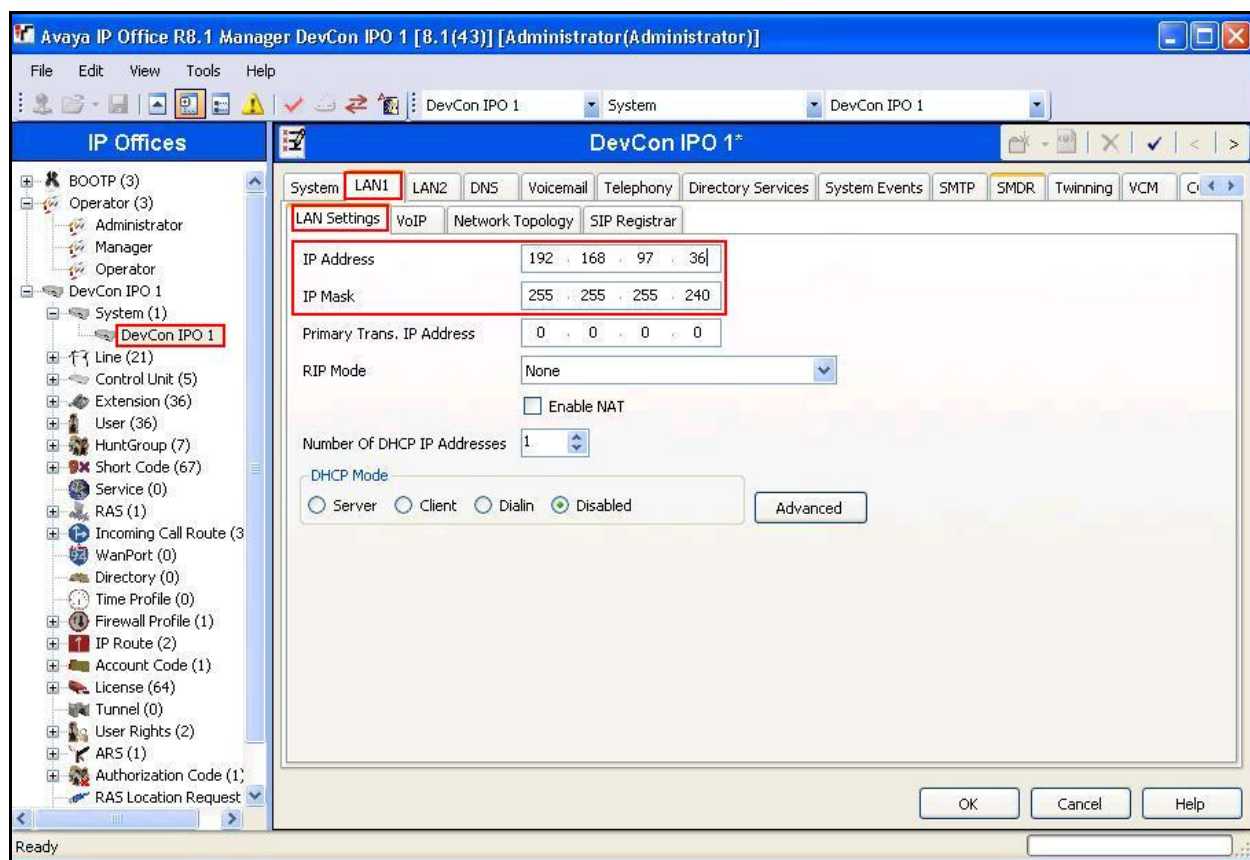 Avaya IP Office R8.1 Manager DevCon IPO 1 [8.1(43)] [Administrator(Administrator)]
File Edit View Tools Help
DevCon IPO 1 System DevCon IPO 1
IP Offices
BOOTP (3)
Operator (3)
Administrator
Manager
Operator
DevCon IPO 1
System (1)
DevCon IPO 1
Line (21)
Control Unit (5)
Extension (36)
User (36)
HuntGroup (7)
Short Code (67)
Service (0)
RAS (1)
Incoming Call Route (3
WanPort (0)
Directory (0)
Time Profile (0)
Firewall Profile (1)
IP Route (2)
Account Code (1)
License (64)
Tunnel (0)
User Rights (2)
ARS (1)
Authorization Code (1)
RAS Location Request
DevCon IPO 1*
System LAN1 LAN2 DNS Voicemail Telephony Directory Services System Events SMTP SMDR Twinning VCM
LAN Settings VoIP Network Topology SIP Registrar
IP Address 192 . 168 . 97 . 36
IP Mask 255 . 255 . 255 . 240
Primary Trans. IP Address 0 . 0 . 0 . 0
RIP Mode None
Enable NAT
Number Of DHCP IP Addresses 1
DHCP Mode
Server Client Dialin Disabled Advanced
OK Cancel Help
Ready